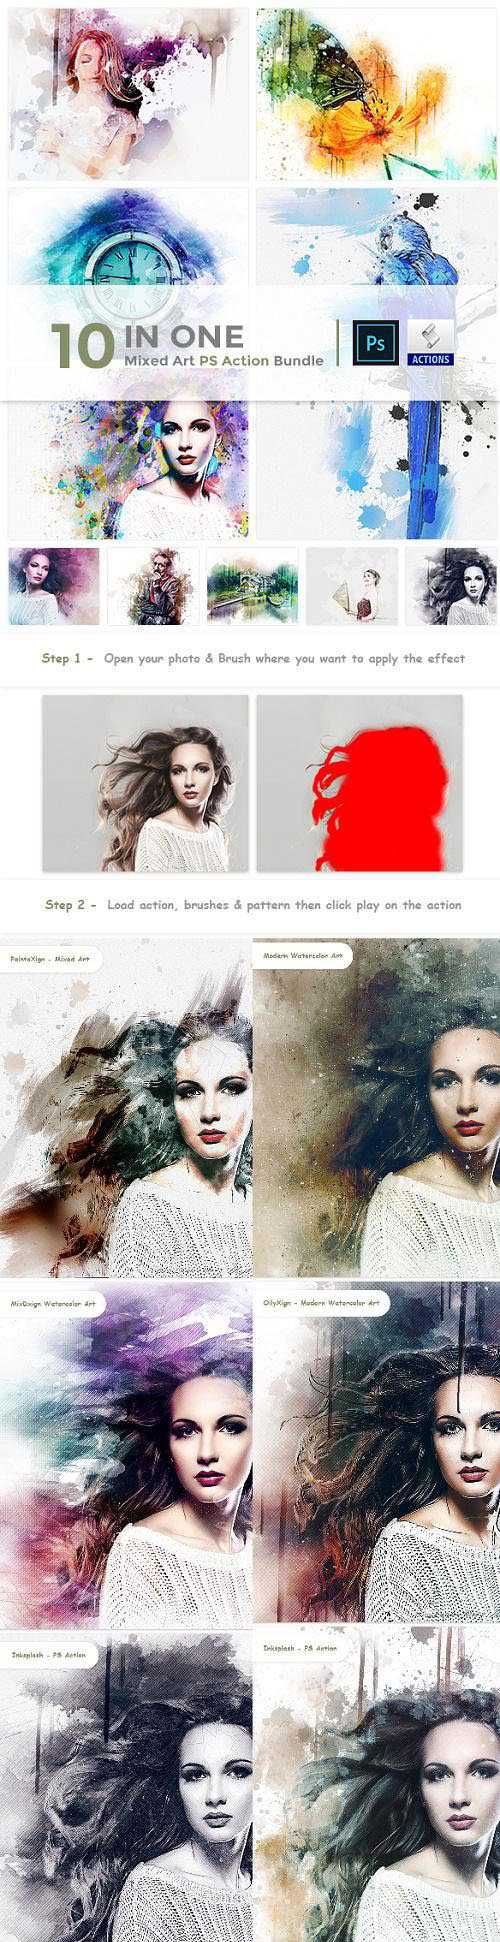 10 IN ONE
Mixed Art PS Action Bundle
Ps
ACTIONS
Step 1 - Open your photo & Brush where you want to apply the effect
Step 2 - Load action, brushes & pattern then click play on the action
PaintoXign - Mixed Art
Modern Watercolor Art
MixDxign Watercolor Art
OilyXign - Modern Watercolor Art
Inksplash - PS Action
Inksplash - PS Action